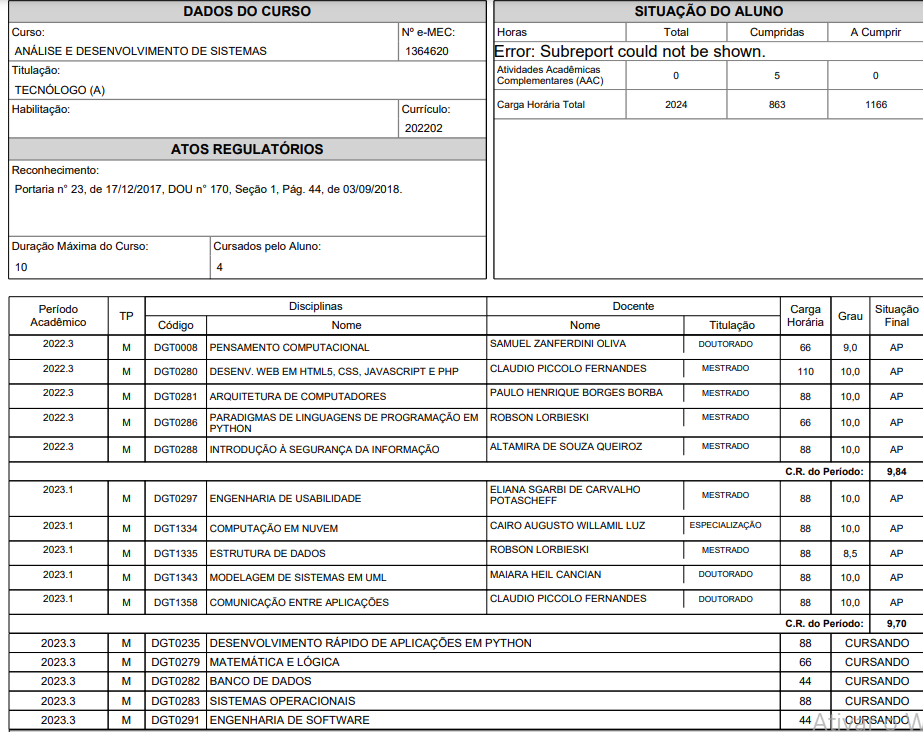 DADOS DO CURSO
Curso: Nº e-MEC:
ANÁLISE E DESENVOLVIMENTO DE SISTEMAS 1364620
Titulação:
TECNÓLOGO (A)
Habilitação: Currículo:
202202
ATOS REGULATÓRIOS
Reconhecimento:
Portaria n° 23, de 17/12/2017, DOU n° 170, Seção 1, Pág. 44, de 03/09/2018.
Duração Máxima do Curso: Cursados pelo Aluno:
10 4
SITUAÇÃO DO ALUNO
Horas Total Cumpridas A Cumprir
Error: Subreport could not be shown.
Atividades Acadêmicas
Complementares (AAC) 0 5 0
Carga Horária Total 2024 863 1166
Período Acadêmico TP Disciplinas Docente Carga Horária Grau Situação Final
Código Nome Nome Titulação
2022.3 M DGT0008 PENSAMENTO COMPUTACIONAL SAMUEL ZANFERDINI OLIVA DOUTORADO 66 9,0 AP
2022.3 M DGT0280 DESENV. WEB EM HTML5, CSS, JAVASCRIPT E PHP CLAUDIO PICCOLO FERNANDES MESTRADO 110 10,0 AP
2022.3 M DGT0281 ARQUITETURA DE COMPUTADORES PAULO HENRIQUE BORGES BORBA MESTRADO 88 10,0 AP
2022.3 M DGT0286 PARADIGMAS DE LINGUAGENS DE PROGRAMAÇÃO EM PYTHON ROBSON LORBIESKI MESTRADO 66 10,0 AP
2022.3 M DGT0288 INTRODUÇÃO À SEGURANÇA DA INFORMAÇÃO ALTAMIRA DE SOUZA QUEIROZ MESTRADO 88 10,0 AP
C.R. do Período: 9,84
2023.1 M DGT0297 ENGENHARIA DE USABILIDADE ELIANA SGARBI DE CARVALHO POTASCHEFF MESTRADO 88 10,0 AP
2023.1 M DGT1334 COMPUTAÇÃO EM NUVEM CAIRO AUGUSTO WILLAMIL LUZ ESPECIALIZAÇÃO 88 10,0 AP
2023.1 M DGT1335 ESTRUTURA DE DADOS ROBSON LORBIESKI MESTRADO 88 8,5 AP
2023.1 M DGT1343 MODELAGEM DE SISTEMAS EM UML MAIARA HEIL CANCIAN DOUTORADO 88 10,0 AP
2023.1 M DGT1358 COMUNICAÇÃO ENTRE APLICAÇÕES CLAUDIO PICCOLO FERNANDES DOUTORADO 88 10,0 AP
C.R. do Período: 9,70
2023.3 M DGT0235 DESENVOLVIMENTO RÁPIDO DE APLICAÇÕES EM PYTHON 88 CURSANDO
2023.3 M DGT0279 MATEMÁTICA E LÓGICA 66 CURSANDO
2023.3 M DGT0282 BANCO DE DADOS 44 CURSANDO
2023.3 M DGT0283 SISTEMAS OPERACIONAIS 88 CURSANDO
2023.3 M DGT0291 ENGENHARIA DE SOFTWARE 44 CURSANDO